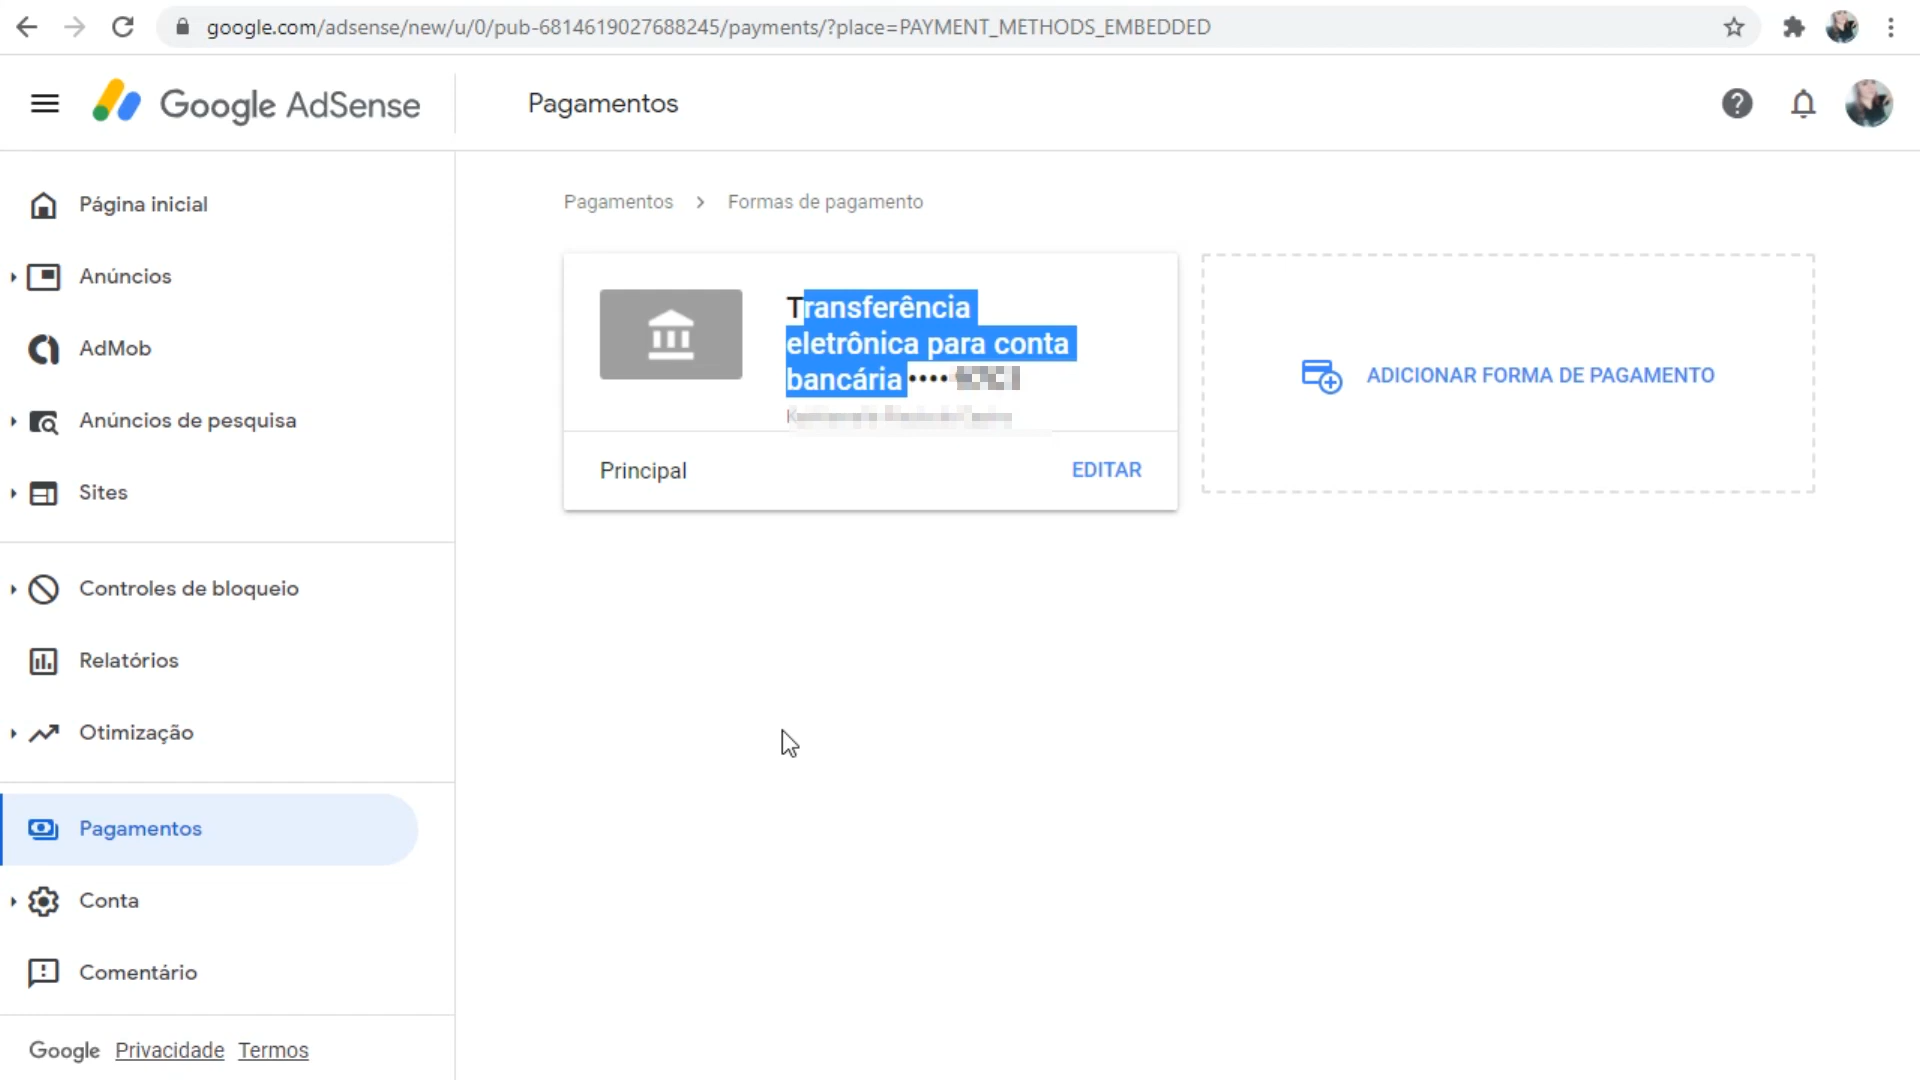 google.com/adsense/new/u/0/pub-6814619027688245/payments/?place=PAYMENT_METHODS_EMBEDDED
Google AdSense
Pagamentos
Página inicial
Anúncios
AdMob
Anúncios de pesquisa
Sites
Controles de bloqueio
Relatórios
Otimização
Pagamentos
Conta
Comentário
Google Privacidade Termos
Pagamentos > Formas de pagamento
Transferência
eletrônica para conta
bancária ••••
Principal
EDITAR
ADICIONAR FORMA DE PAGAMENTO